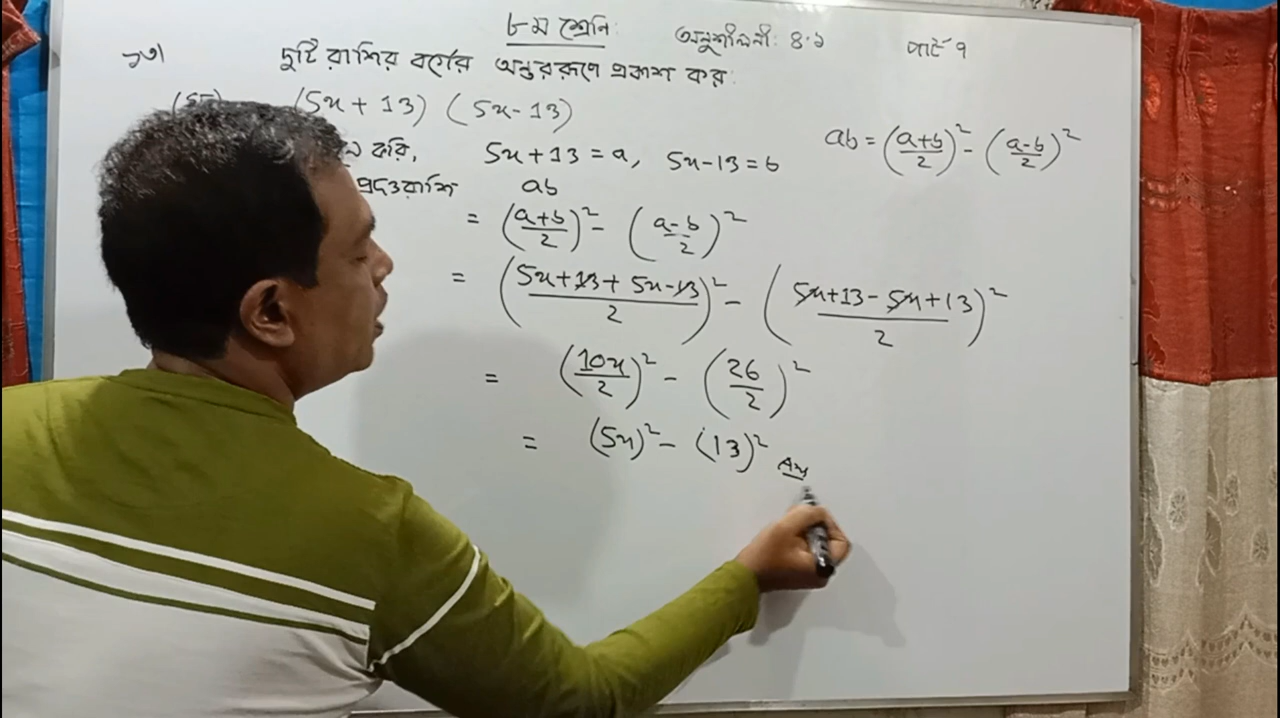 ৮ম শ্রেনি: অনুশীলনী: ৪.১ পার্ট ৭
১৩। দুটি রাশির বর্গের অন্তররূপে প্রকাশ কর:
(5x + 13) (5x - 13)
করি, 5x + 13 = a, 5x - 13 = b
ab = (a+b/2)² - (a-b/2)²
প্রদত্তরাশি ab
= (a+b/2)² - (a-b/2)²
= (5x+13+5x-13/2)² - (5x+13-5x+13/2)²
= (10x/2)² - (26/2)²
= (5x)² - (13)² Ans